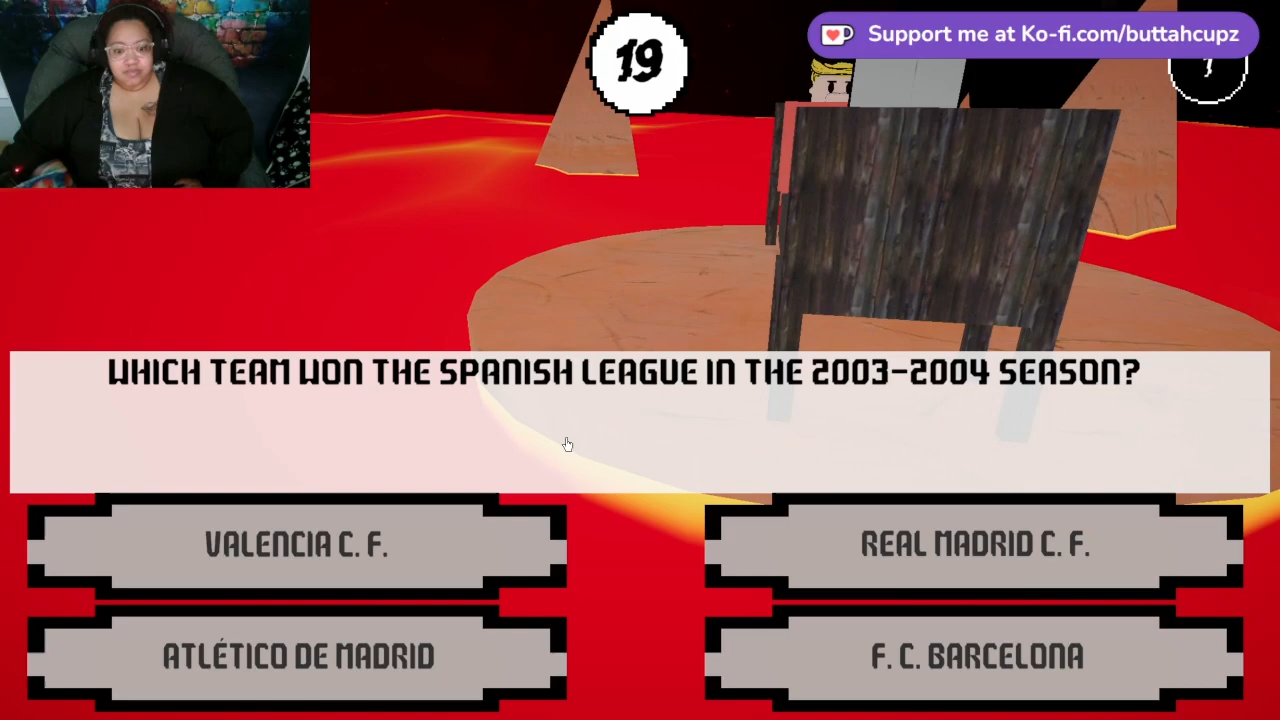 19
Support me at Ko-fi.com/buttahcupz
WHICH TEAM WON THE SPANISH LEAGUE IN THE 2003-2004 SEASON?
VALENCIA C. F.
REAL MADRID C. F.
ATLÉTICO DE MADRID
F. C. BARCELONA